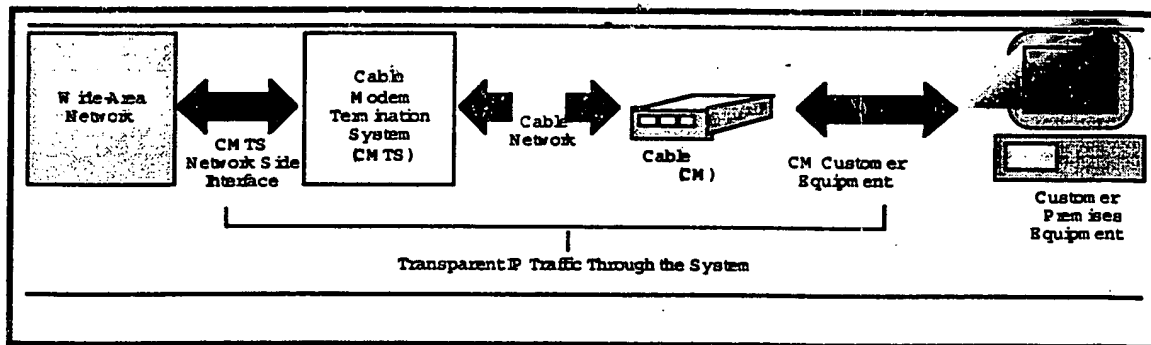 Wide-Area
Network
CMTS
Network Side
Interface
Cable
Modem
Termination
System
(CMTS)
Cable
Network
Cable
(CM)
CM Customer
Equipment
Customer
Premises
Equipment
Transparent IP Traffic Through the System